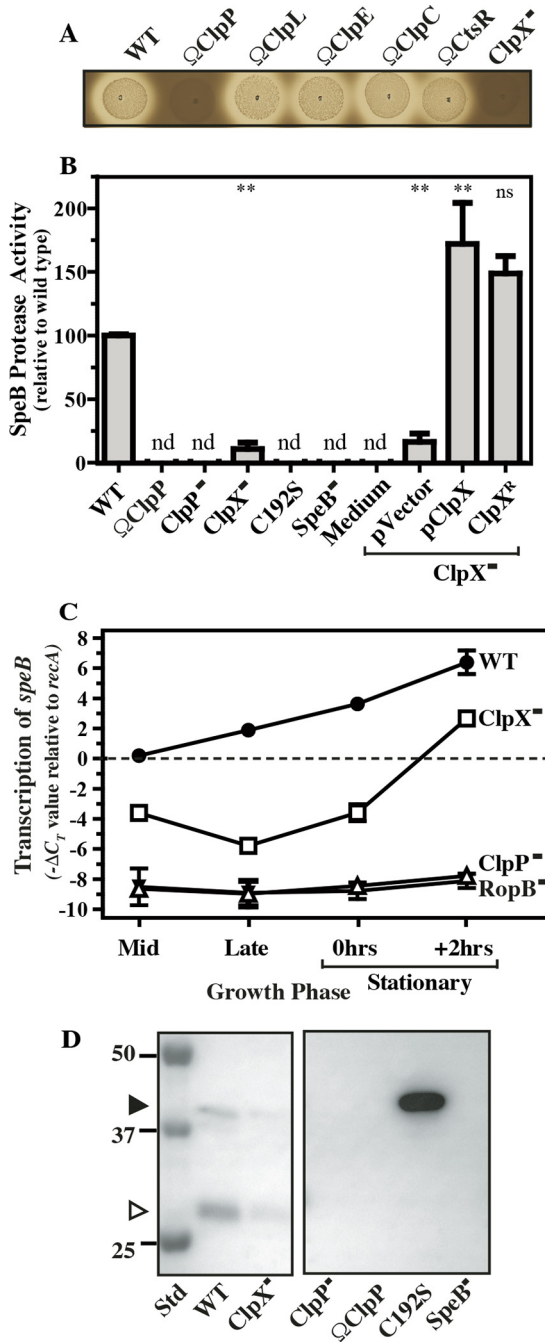 A
WT ΩClpP ΩClpL ΩClpE ΩClpC ΩCtsR ClpX⁻
B
SpeB Protease Activity
(relative to wild type)
200
150
100
50
0
** ** ** ns
nd nd nd nd nd
WT ΩClpP ClpP⁻ ClpX⁻ C192S SpeB⁻ Medium pVector pClpX ClpXᴿ
ClpX⁻
C
Transcription of speB
(-ΔC_T value relative to recA)
8
6
4
2
0
-2
-4
-6
-8
-10
WT
ClpX⁻
ClpP⁻
RopB⁻
Mid Late 0hrs +2hrs
Stationary
Growth Phase
D
50
37
25
Std WT ClpX⁻ ClpP⁻ ΩClpP C192S SpeB⁻